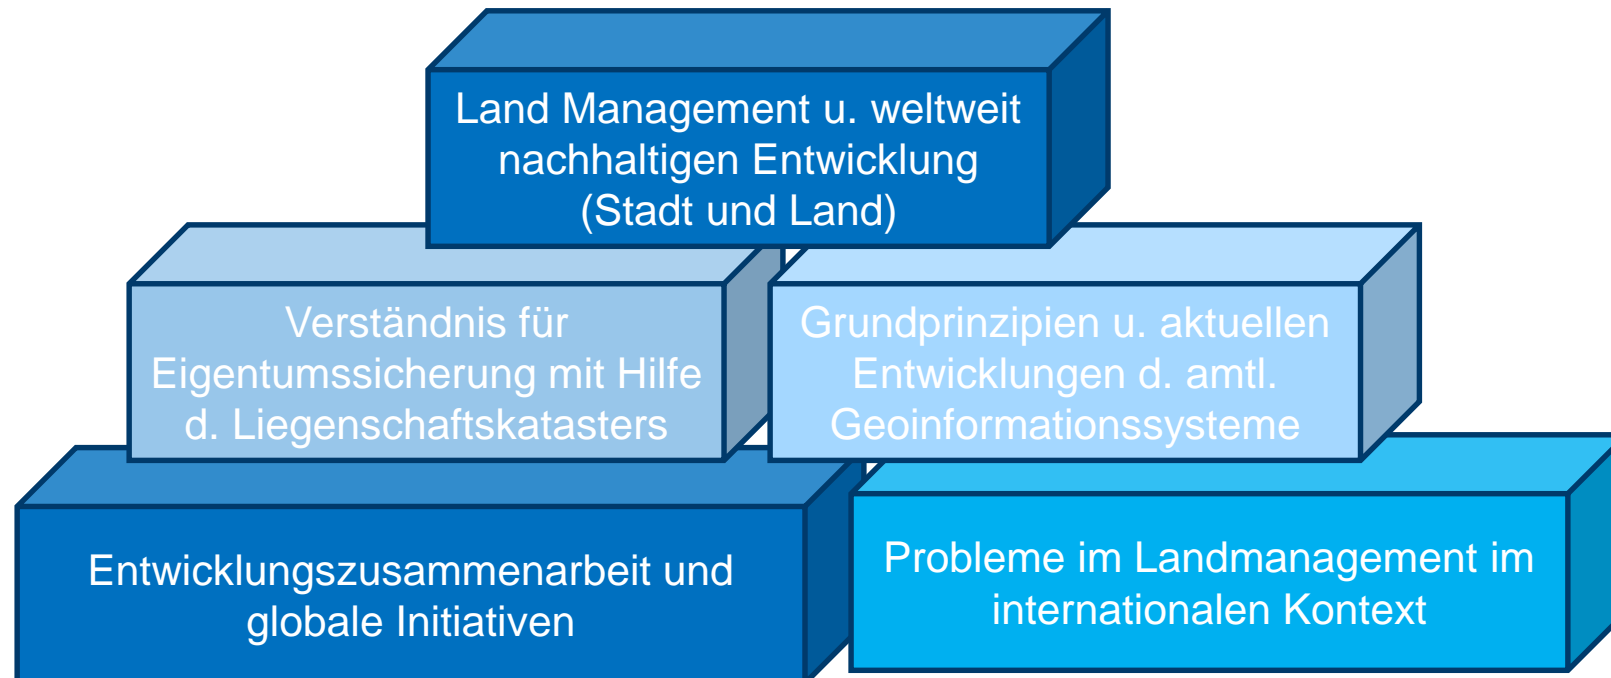 Land Management u. weltweit
nachhaltigen Entwicklung
(Stadt und Land)
Verständnis für
Eigentumssicherung mit Hilfe
d. Liegenschaftskatasters
Grundprinzipien u. aktuellen
Entwicklungen d. amtl.
Geoinformationssysteme
Entwicklungszusammenarbeit und
globale Initiativen
Probleme im Landmanagement im
internationalen Kontext